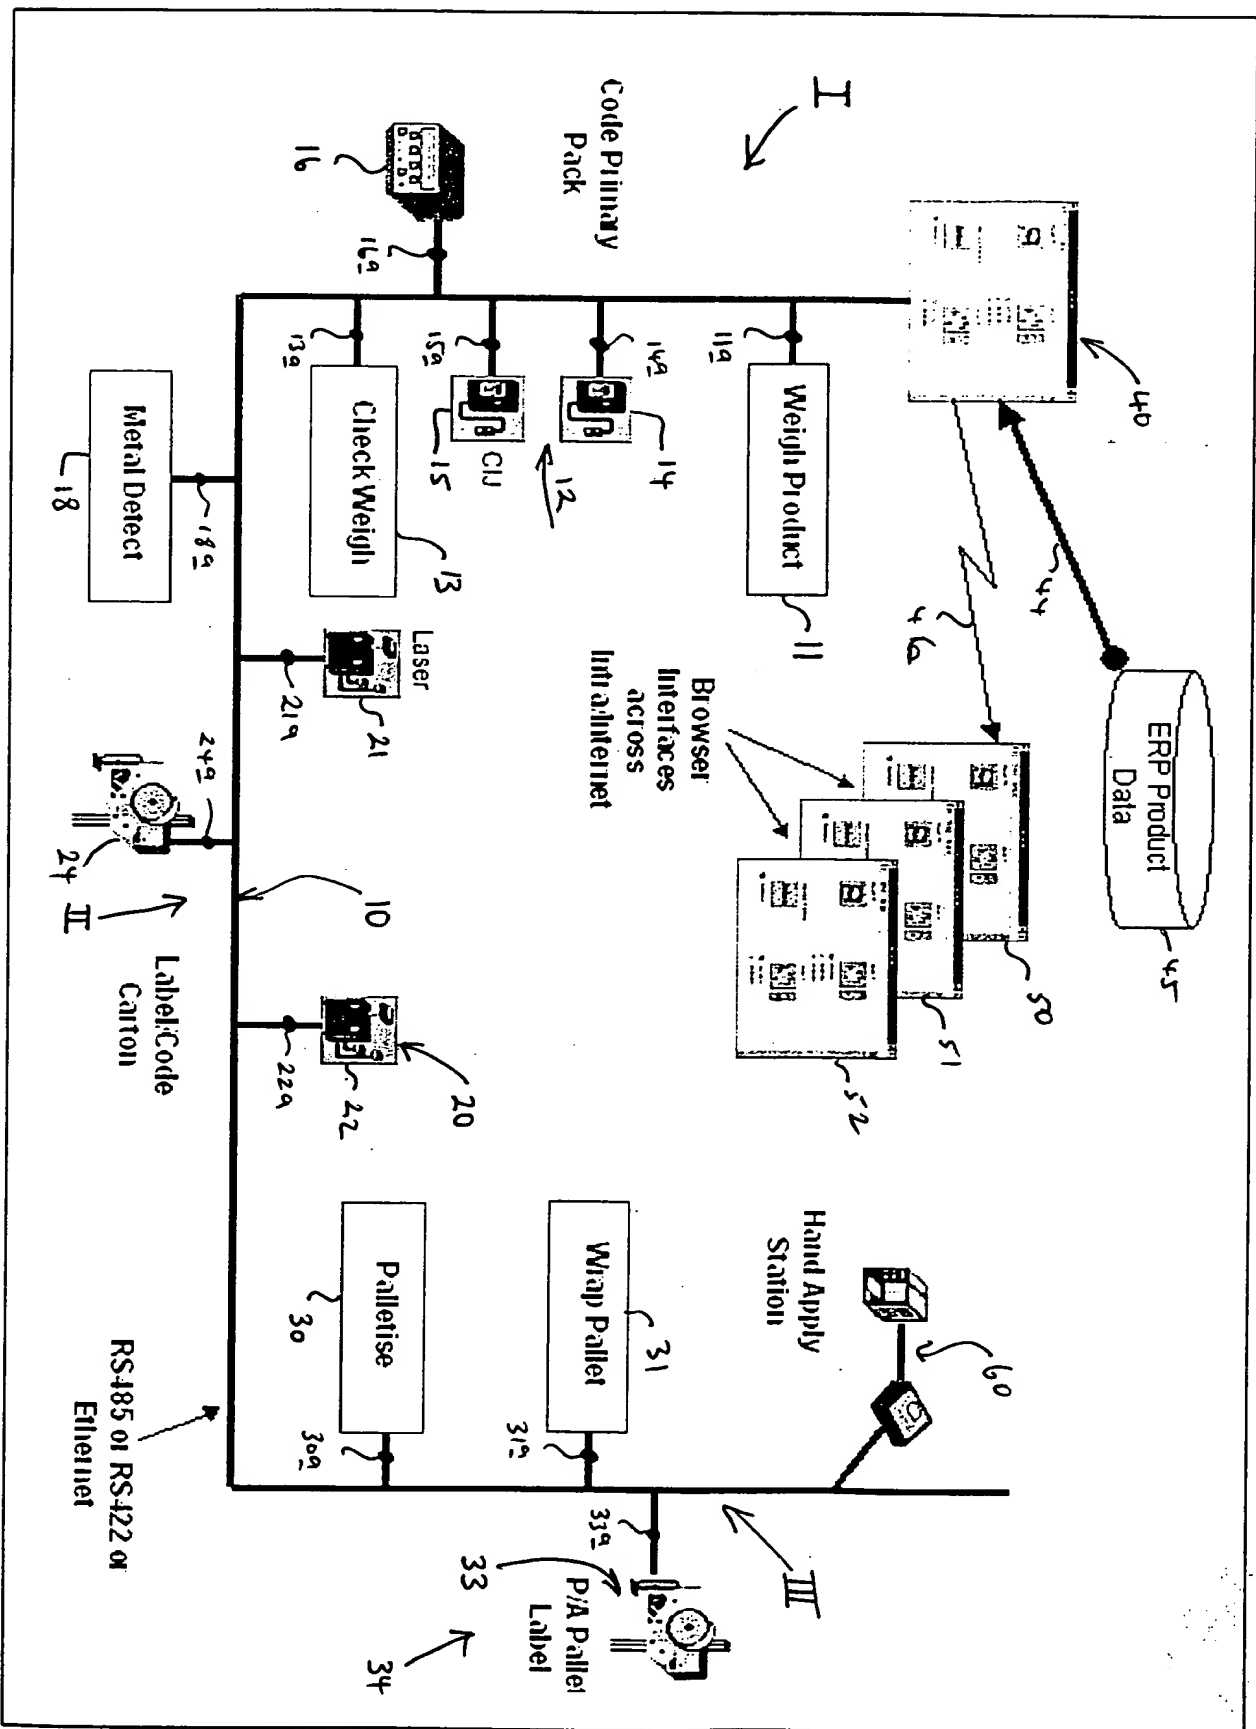 ERP Product
Data
45
40
44
50
46
51
52
I
Code Primary
Pack
Browser
Interfaces
across
Intra/Internet
Hand Apply
Station
60
Weigh Product
11
11a
III
14
14a
12
CIJ
15
15a
Wrap Pallet
31
31a
33a
P/A Pallet
Label
33
34
16
16a
Check Weigh
13
13a
Laser
21
21a
20
22
22a
Palletise
30
30a
10
Metal Detect
18
18a
24a
24
II
Label/Code
Carton
RS485 or RS422 or
Ethernet